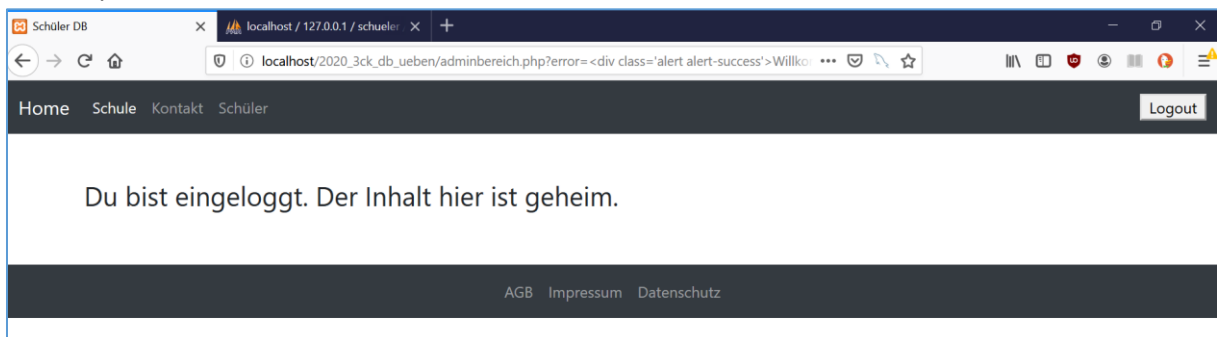 Schüler DB
localhost / 127.0.0.1 / schueler
localhost/2020_3ck_db_ueben/adminbereich.php?error=<div class='alert alert-success'>Willko
Home Schule Kontakt Schüler Logout
Du bist eingeloggt. Der Inhalt hier ist geheim.
AGB Impressum Datenschutz